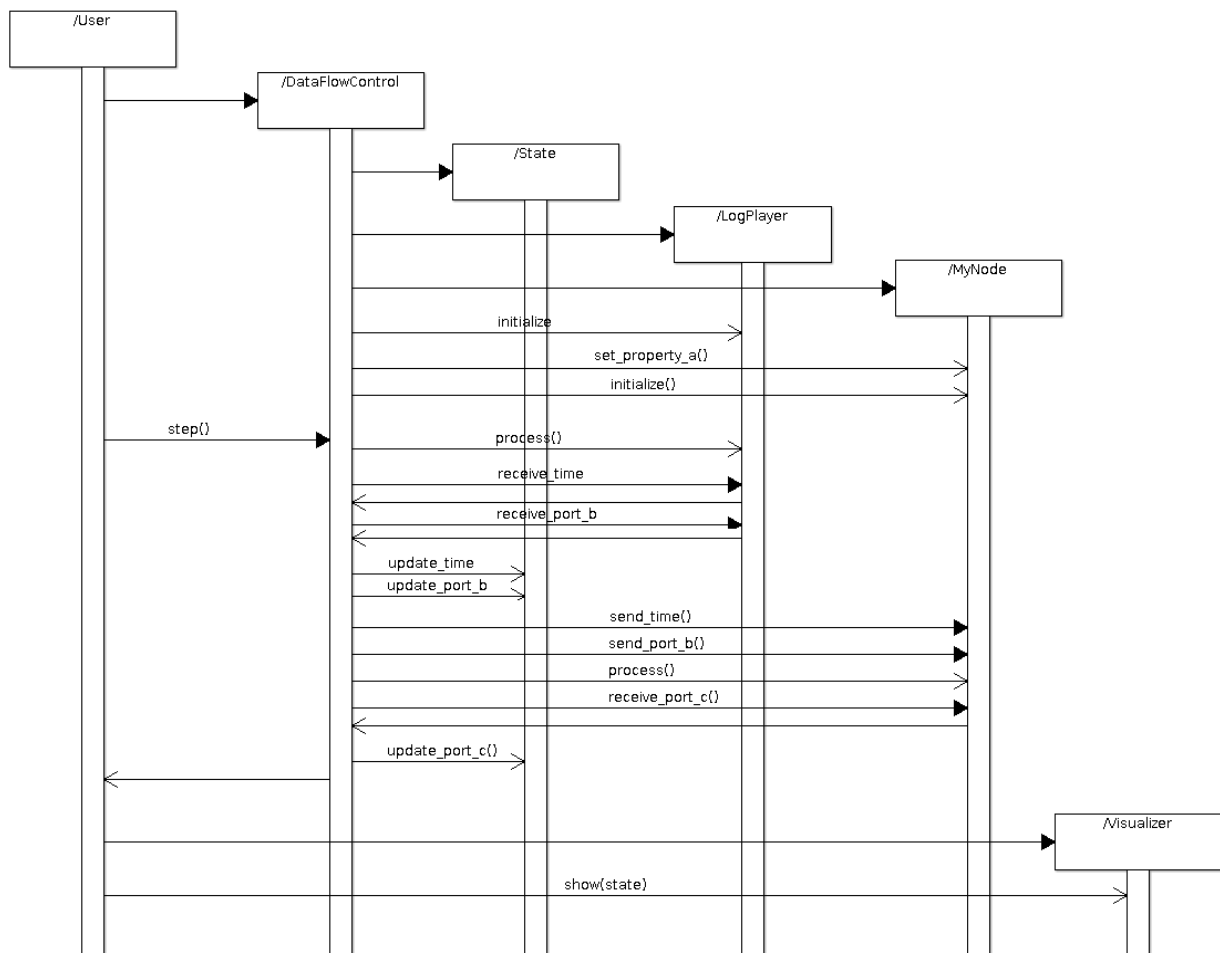 /User
/DataFlowControl
/State
/LogPlayer
/MyNode
initialize
set_property_a()
initialize()
step()
process()
receive_time
receive_port_b
update_time
update_port_b
send_time()
send_port_b()
process()
receive_port_c()
update_port_c()
/Visualizer
show(state)